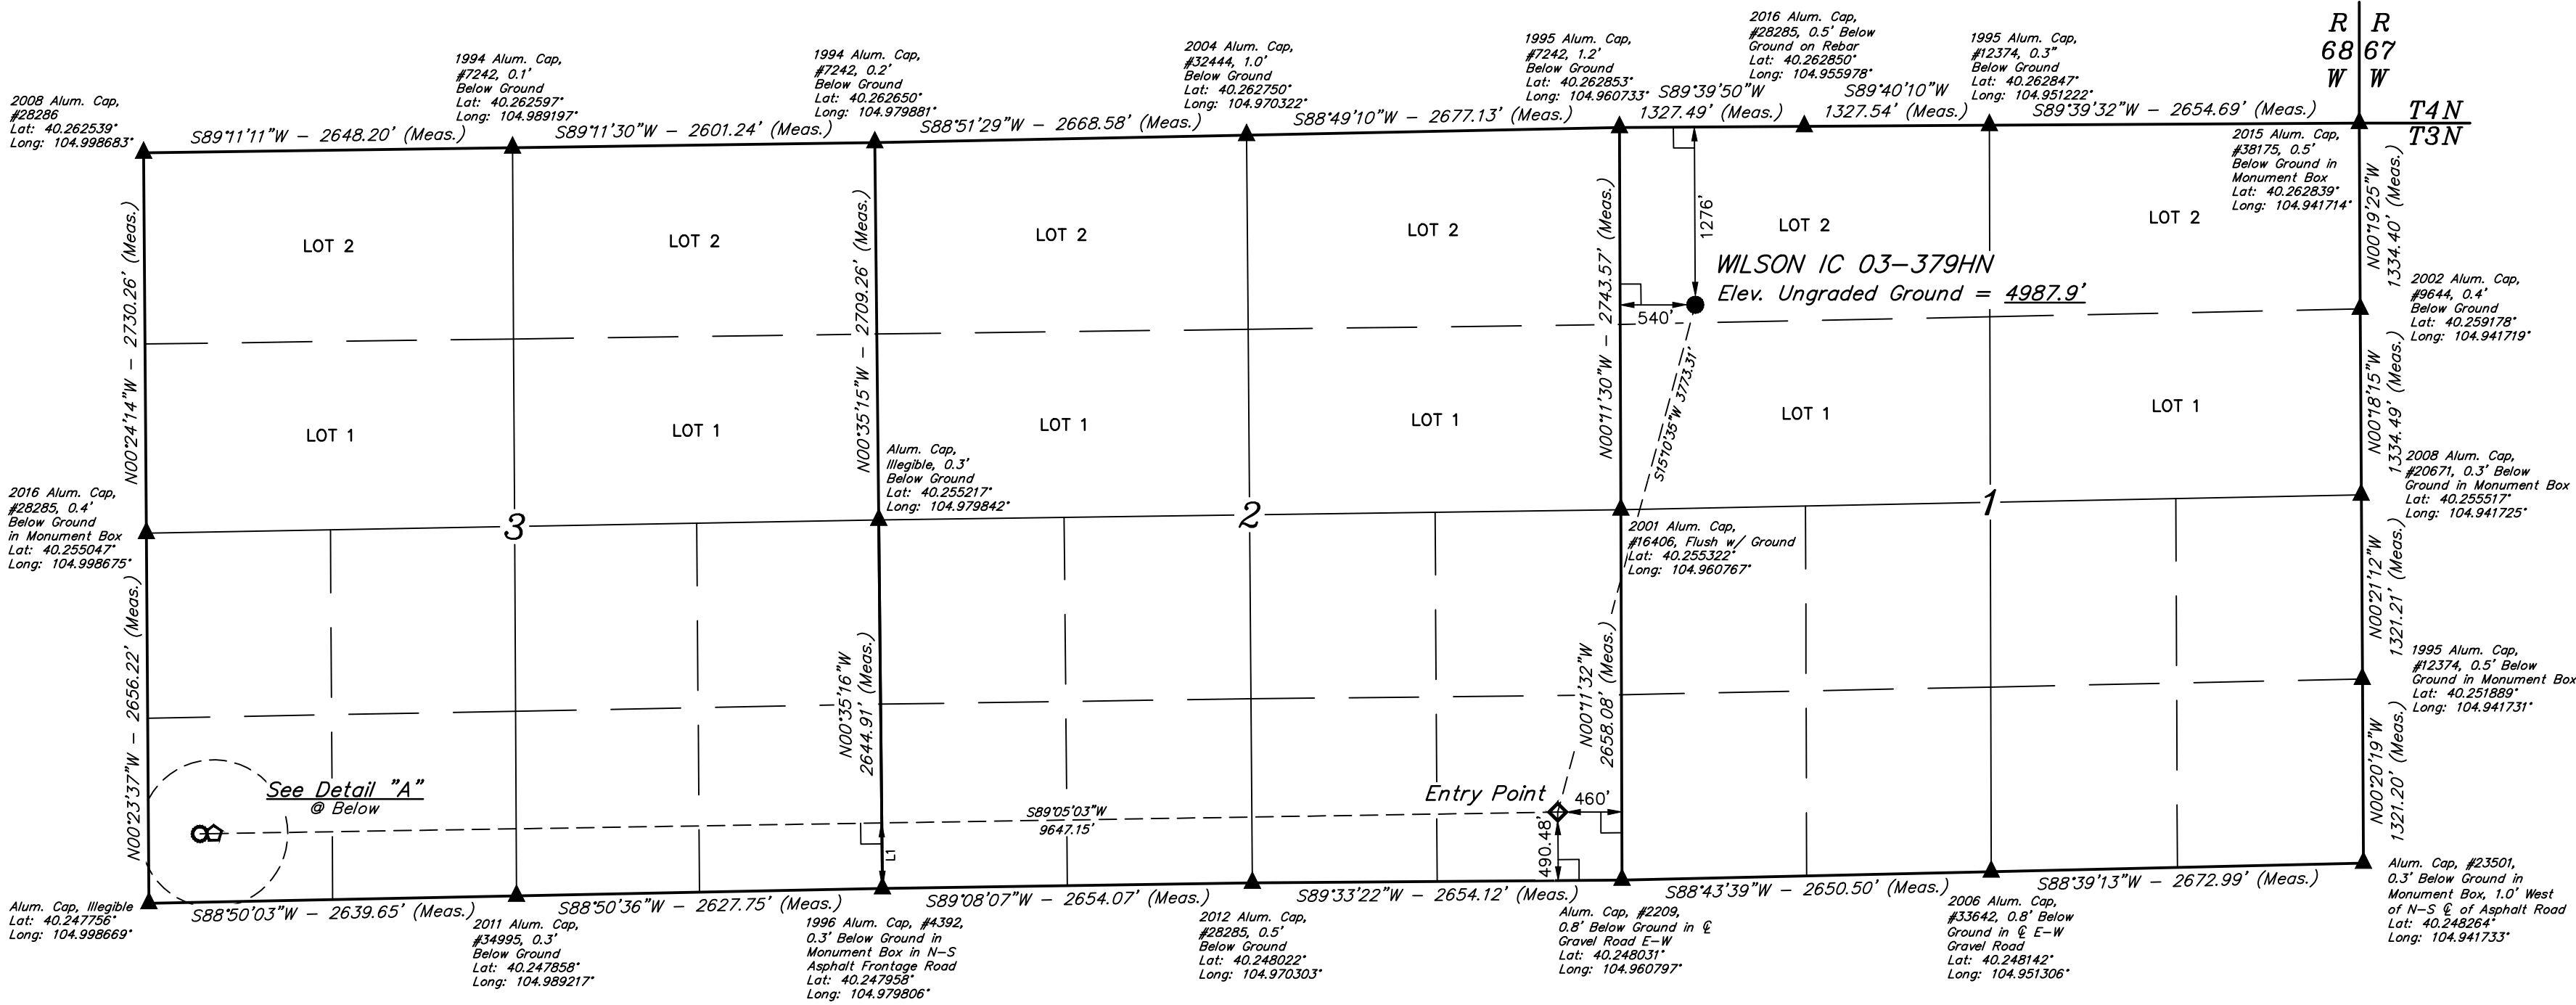 R R
68 67
W W
T4N
T3N
2008 Alum. Cap,
#28286
Lat: 40.262539°
Long: 104.998683°
1994 Alum. Cap,
#7242, 0.1'
Below Ground
Lat: 40.262597°
Long: 104.989197°
1994 Alum. Cap,
#7242, 0.2'
Below Ground
Lat: 40.262650°
Long: 104.979881°
2004 Alum. Cap,
#32444, 1.0'
Below Ground
Lat: 40.262750°
Long: 104.970322°
1995 Alum. Cap,
#7242, 1.2'
Below Ground
Lat: 40.262853°
Long: 104.960733°
2016 Alum. Cap,
#28285, 0.5' Below
Ground on Rebar
Lat: 40.262850°
Long: 104.955978°
1995 Alum. Cap,
#12374, 0.3"
Below Ground
Lat: 40.262847°
Long: 104.951222°
S89°11'11"W - 2648.20' (Meas.)
S89°11'30"W - 2601.24' (Meas.)
S88°51'29"W - 2668.58' (Meas.)
S88°49'10"W - 2677.13' (Meas.)
S89°39'50"W
1327.49' (Meas.)
S89°40'10"W
1327.54' (Meas.)
S89°39'32"W - 2654.69' (Meas.)
2015 Alum. Cap,
#38175, 0.5'
Below Ground in
Monument Box
Lat: 40.262839°
Long: 104.941714°
N00°24'14"W - 2730.26' (Meas.)
LOT 2
LOT 2
N00°35'15"W - 2709.26' (Meas.)
LOT 2
LOT 2
N00°11'30"W - 2743.57' (Meas.)
1276'
LOT 2
LOT 2
N00°19'25"W
1334.40' (Meas.)
WILSON IC 03-379HN
Elev. Ungraded Ground = 4987.9'
540'
S15°10'35"W 3773.31'
2002 Alum. Cap,
#9644, 0.4'
Below Ground
Lat: 40.259178°
Long: 104.941719°
LOT 1
LOT 1
LOT 1
LOT 1
LOT 1
LOT 1
N00°18'15"W
1334.49' (Meas.)
2016 Alum. Cap,
#28285, 0.4'
Below Ground
in Monument Box
Lat: 40.255047°
Long: 104.998675°
Alum. Cap,
Illegible, 0.3'
Below Ground
Lat: 40.255217°
Long: 104.979842°
2001 Alum. Cap,
#16406, Flush w/ Ground
Lat: 40.255322°
Long: 104.960767°
2008 Alum. Cap,
#20671, 0.3' Below
Ground in Monument Box
Lat: 40.255517°
Long: 104.941725°
3
2
1
N00°23'37"W - 2656.22' (Meas.)
N00°35'16"W
2644.91' (Meas.)
N00°11'32"W
2658.08' (Meas.)
N00°21'12"W
1321.21' (Meas.)
1995 Alum. Cap,
#12374, 0.5' Below
Ground in Monument Box
Lat: 40.251889°
Long: 104.941731°
N00°20'19"W
1321.20' (Meas.)
See Detail "A"
@ Below
S89°05'03"W
9647.15'
L1
Entry Point
460'
490.48'
S88°50'03"W - 2639.65' (Meas.)
S88°50'36"W - 2627.75' (Meas.)
S89°08'07"W - 2654.07' (Meas.)
S89°33'22"W - 2654.12' (Meas.)
S88°43'39"W - 2650.50' (Meas.)
S88°39'13"W - 2672.99' (Meas.)
Alum. Cap, Illegible
Lat: 40.247756°
Long: 104.998669°
2011 Alum. Cap,
#34995, 0.3'
Below Ground
Lat: 40.247858°
Long: 104.989217°
1996 Alum. Cap, #4392,
0.3' Below Ground in
Monument Box in N-S
Asphalt Frontage Road
Lat: 40.247958°
Long: 104.979806°
2012 Alum. Cap,
#28285, 0.5'
Below Ground
Lat: 40.248022°
Long: 104.970303°
Alum. Cap, #2209,
0.8' Below Ground in ℄
Gravel Road E-W
Lat: 40.248031°
Long: 104.960797°
2006 Alum. Cap,
#33642, 0.8' Below
Ground in ℄ E-W
Gravel Road
Lat: 40.248142°
Long: 104.951306°
Alum. Cap, #23501,
0.3' Below Ground in
Monument Box, 1.0' West
of N-S ℄ of Asphalt Road
Lat: 40.248264°
Long: 104.941733°